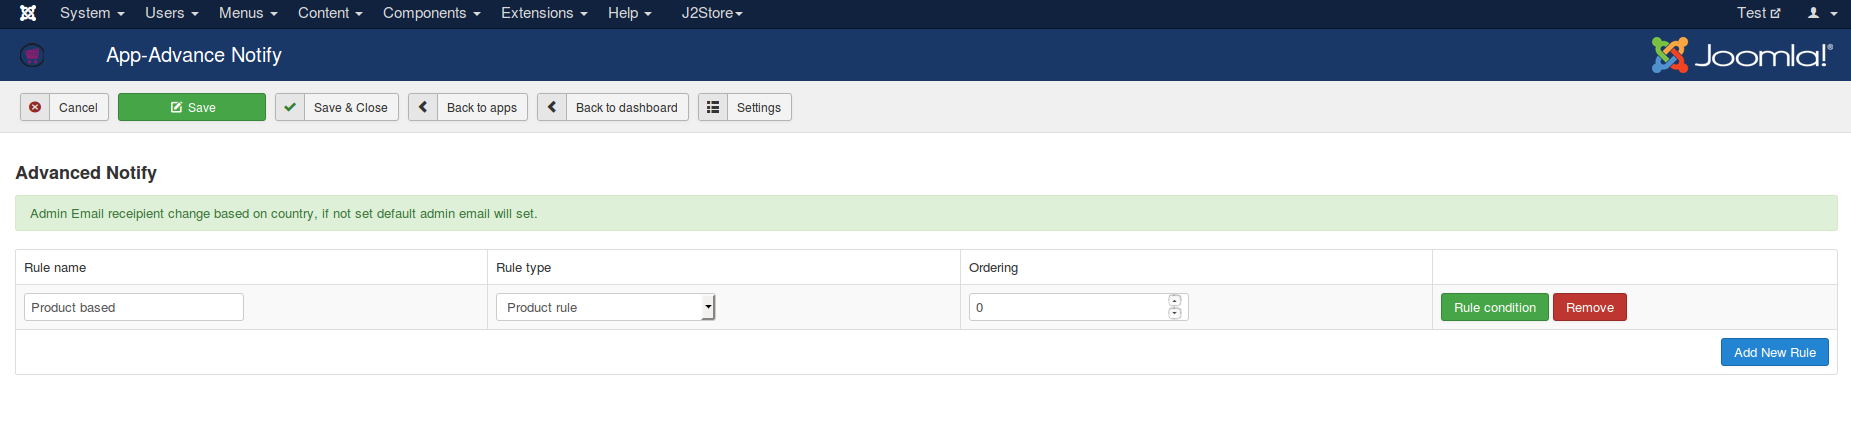 System Users Menus Content Components Extensions Help J2Store Test
App-Advance Notify Joomla!®
Cancel Save Save & Close Back to apps Back to dashboard Settings
Advanced Notify
Admin Email receipient change based on country, if not set default admin email will set.
Rule name Rule type Ordering
Product based Product rule 0 Rule condition Remove
Add New Rule